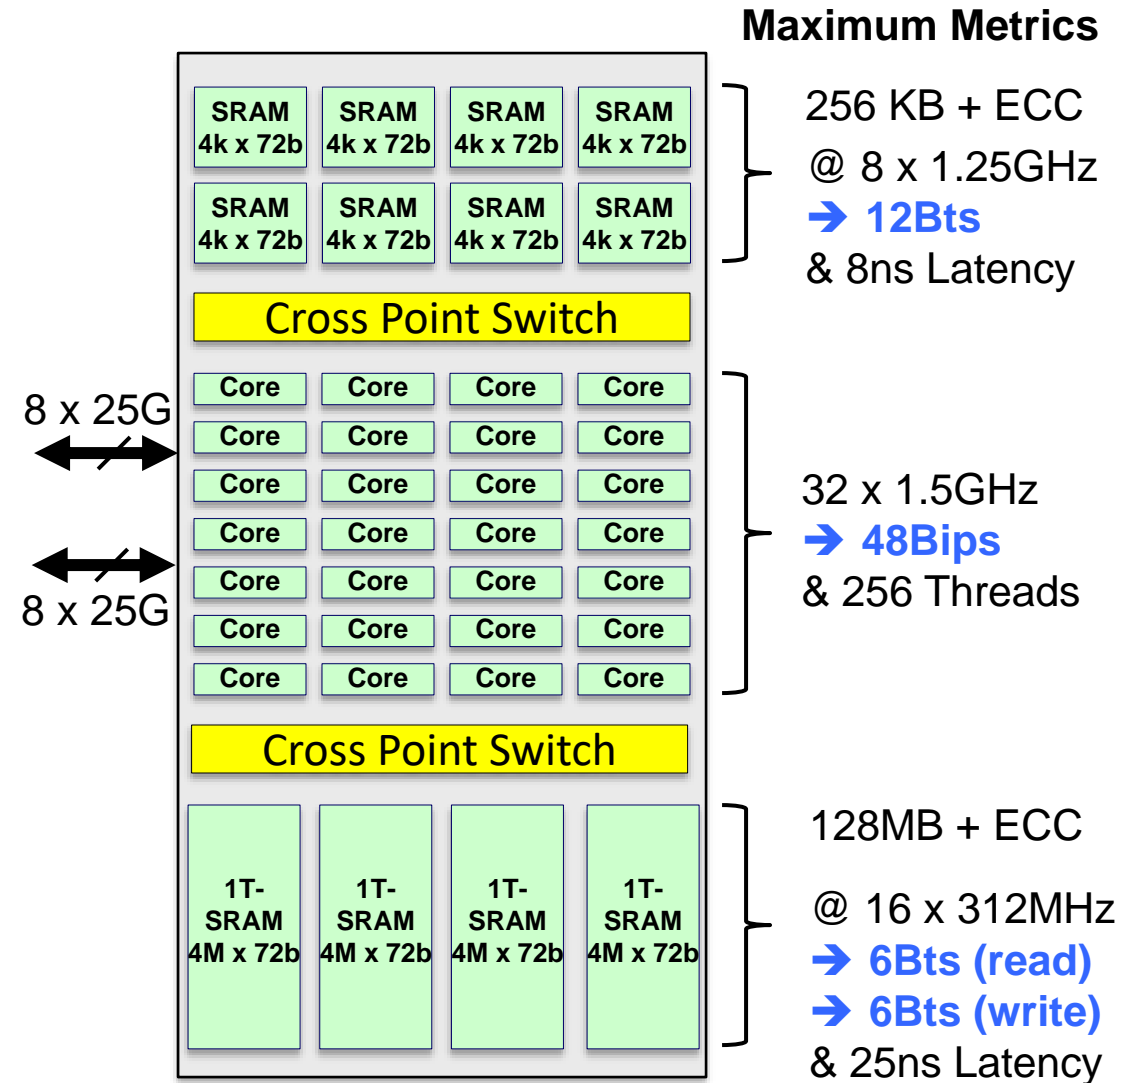 Maximum Metrics
SRAM SRAM SRAM SRAM
4k x 72b 4k x 72b 4k x 72b 4k x 72b
SRAM SRAM SRAM SRAM
4k x 72b 4k x 72b 4k x 72b 4k x 72b
256 KB + ECC
@ 8 x 1.25GHz
➔ 12Bts
& 8ns Latency
Cross Point Switch
8 x 25G
8 x 25G
Core Core Core Core
Core Core Core Core
Core Core Core Core
Core Core Core Core
Core Core Core Core
Core Core Core Core
Core Core Core Core
32 x 1.5GHz
➔ 48Bips
& 256 Threads
Cross Point Switch
1T- 1T- 1T- 1T-
SRAM SRAM SRAM SRAM
4M x 72b 4M x 72b 4M x 72b 4M x 72b
128MB + ECC
@ 16 x 312MHz
➔ 6Bts (read)
➔ 6Bts (write)
& 25ns Latency